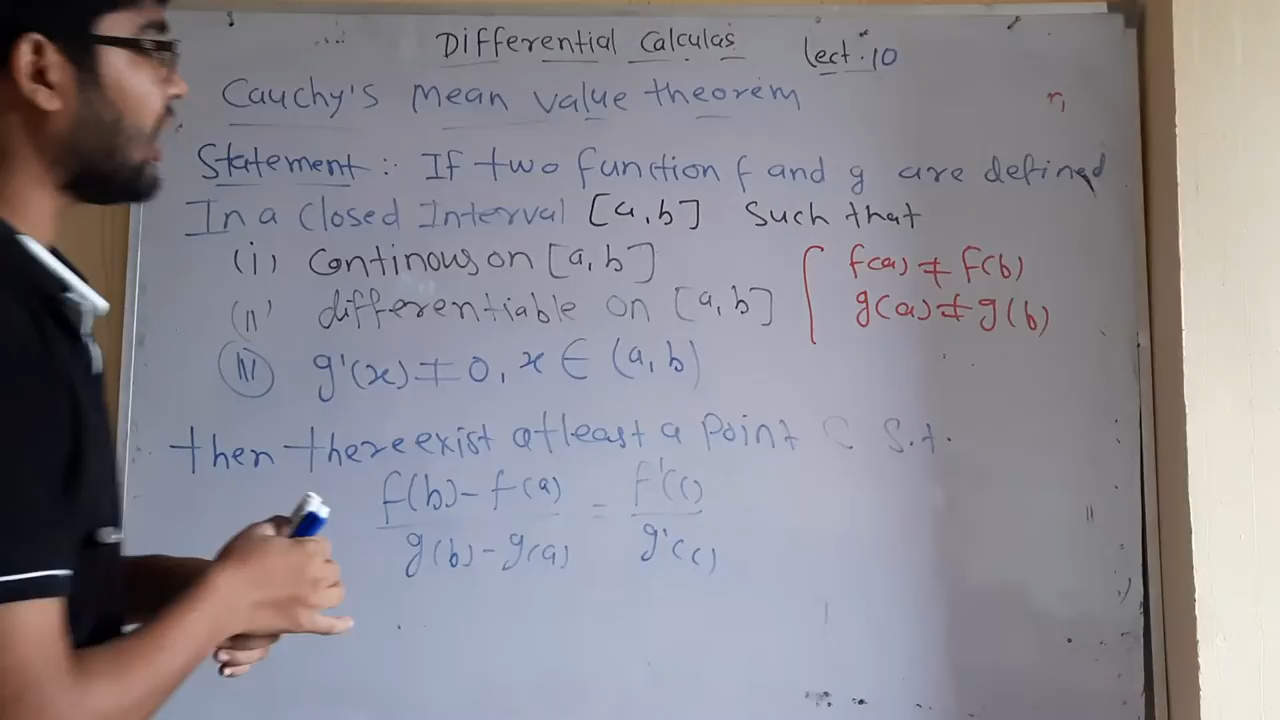 Differential Calculas lect. 10
Cauchy's mean value theorem
Statement: If two function f and g are defined
In a closed Interval [a,b] such that
(i) continous on [a,b]
(ii) differentiable on [a,b]
f(a) ≠ f(b)
g(a) ≠ g(b)
(iii) g'(x) ≠ 0, x ∈ (a,b)
then there exist atleast a point C s.t.
f(b)-f(a) / g(b)-g(a) = f'(c) / g'(c)